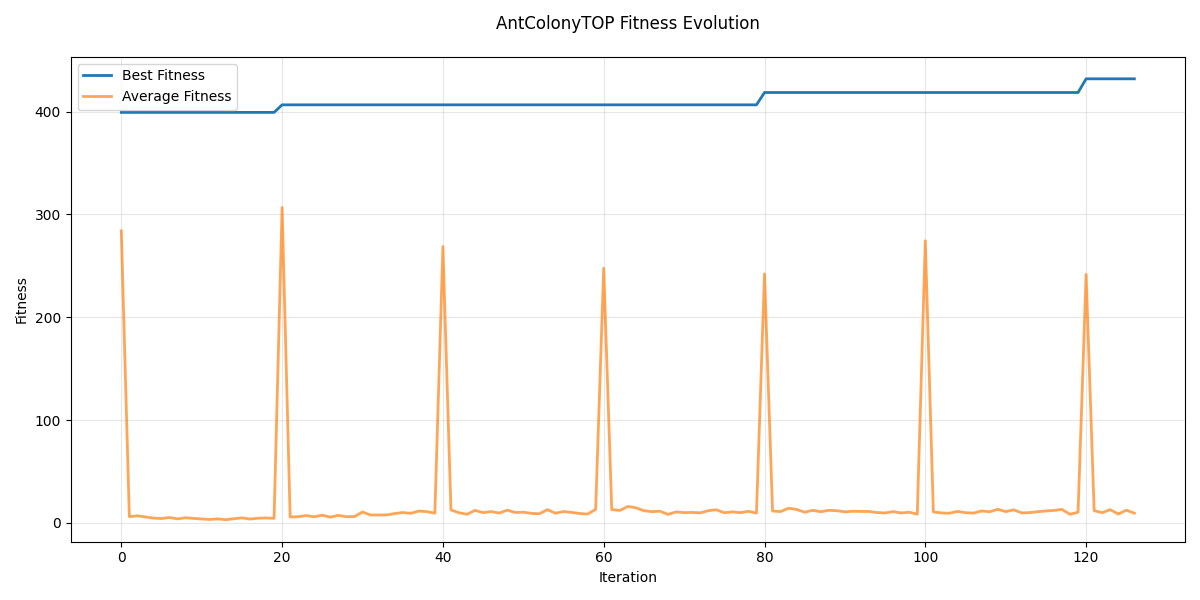 AntColonyTOP Fitness Evolution
Best Fitness
Average Fitness
400
300
200
100
0
Fitness
0 20 40 60 80 100 120
Iteration